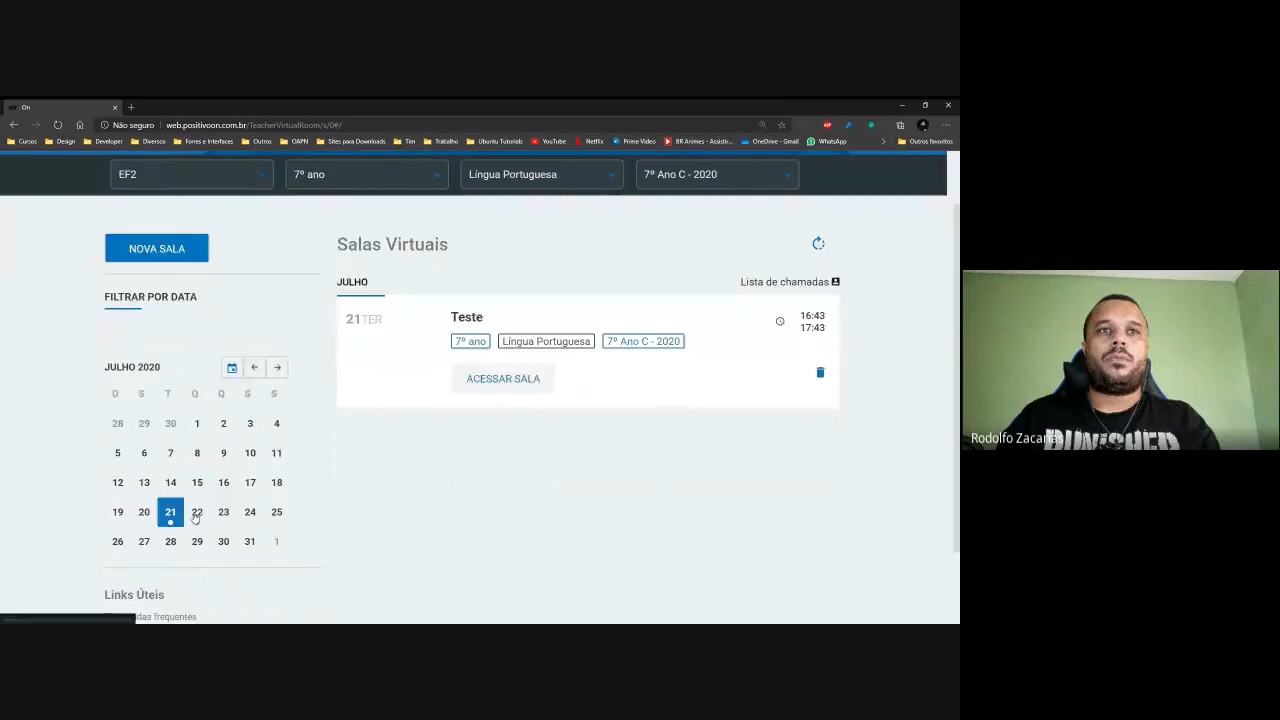 On
Não seguro | web.positivoon.com.br/TeacherVirtualRoom/s/0#/
Cursos Design Developer Diversos Fones e Interfaces Outros OAPN Sites para Downloads Tim Trabalho Ubuntu Tutorials YouTube Netflix Prime Video BR Animes - Assistir... OneDrive - Gmail WhatsApp Outros favoritos
EF2 7º ano Língua Portuguesa 7º Ano C - 2020
NOVA SALA
FILTRAR POR DATA
JULHO 2020
D S T Q Q S S
28 29 30 1 2 3 4
5 6 7 8 9 10 11
12 13 14 15 16 17 18
19 20 21 22 23 24 25
26 27 28 29 30 31 1
Links Úteis
das frequentes
Salas Virtuais
JULHO Lista de chamadas
21 TER Teste 16:43
17:43
7º ano Língua Portuguesa 7º Ano C - 2020
ACESSAR SALA
Rodolfo Zacarias
PUNISHER